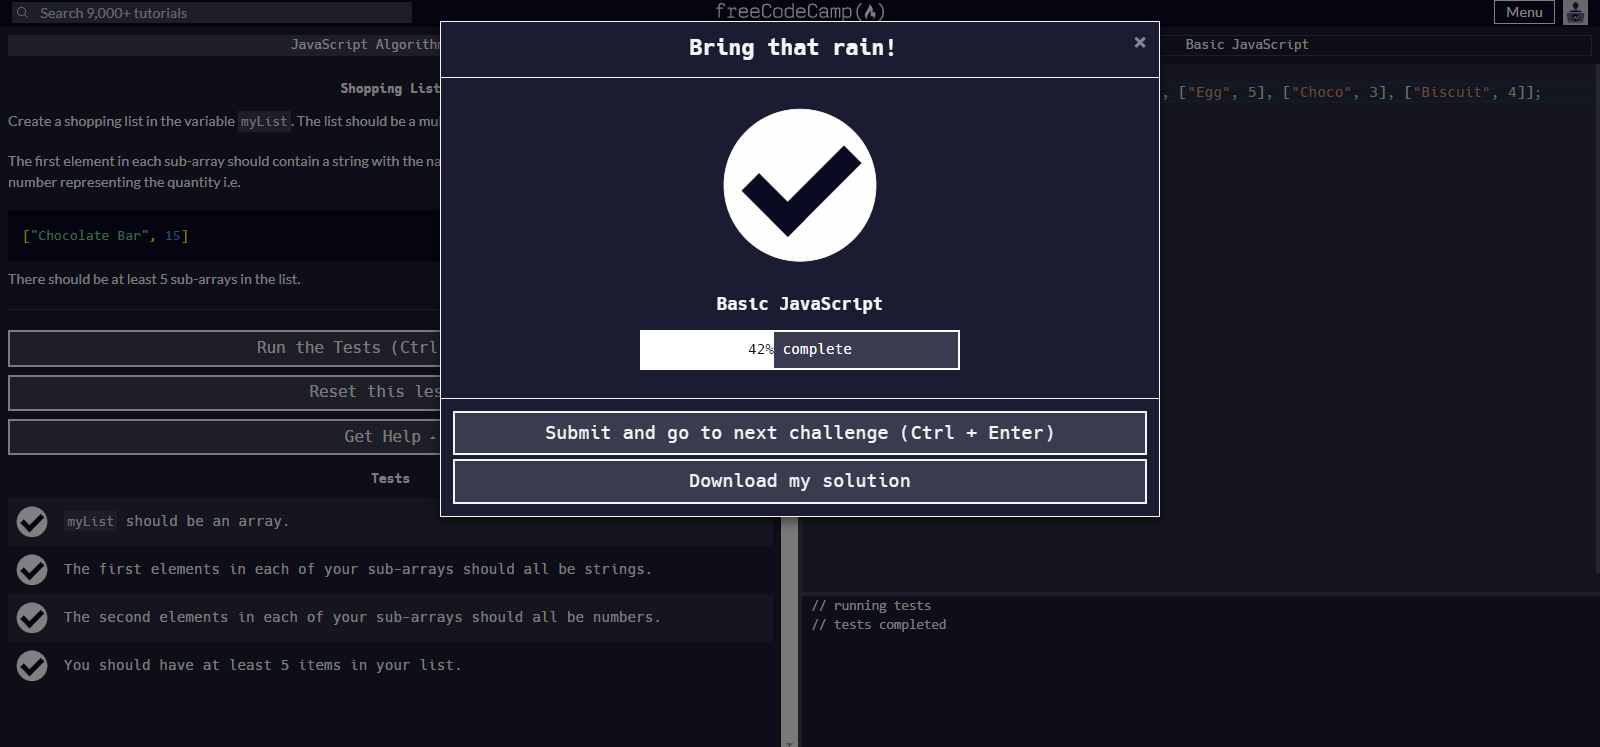 Search 9,000+ tutorials
freeCodeCamp(🔥)
Menu
JavaScript Algorithm
Basic JavaScript
Shopping List
Create a shopping list in the variable myList. The list should be a mu
The first element in each sub-array should contain a string with the na
number representing the quantity i.e.
["Chocolate Bar", 15]
There should be at least 5 sub-arrays in the list.
Run the Tests (Ctrl
Reset this les
Get Help
Tests
myList should be an array.
The first elements in each of your sub-arrays should all be strings.
The second elements in each of your sub-arrays should all be numbers.
You should have at least 5 items in your list.
Bring that rain!
×
Basic JavaScript
42% complete
Submit and go to next challenge (Ctrl + Enter)
Download my solution
, ["Egg", 5], ["Choco", 3], ["Biscuit", 4]];
// running tests
// tests completed